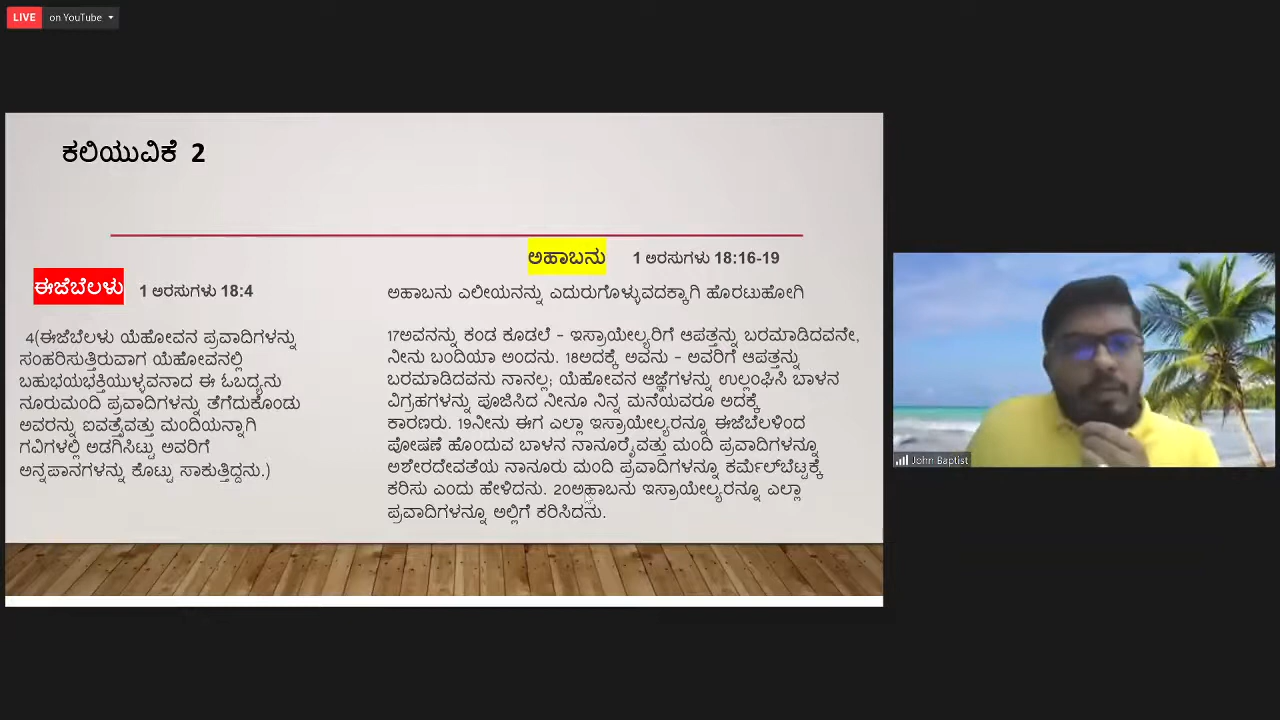 LIVE on YouTube
ಕಲಿಯುವಿಕೆ 2
ಈಜೆಬೆಲಳು 1 ಅರಸುಗಳು 18:4
4(ಈಜೆಬೆಲಳು ಯೆಹೋವನ ಪ್ರವಾದಿಗಳನ್ನು
ಸಂಹರಿಸುತ್ತಿರುವಾಗ ಯೆಹೋವನಲ್ಲಿ
ಬಹುಭಯಭಕ್ತಿಯುಳ್ಳವನಾದ ಈ ಓಬದ್ಯನು
ನೂರುಮಂದಿ ಪ್ರವಾದಿಗಳನ್ನು ತೆಗೆದುಕೊಂಡು
ಅವರನ್ನು ಐವತ್ತೈವತ್ತು ಮಂದಿಯನ್ನಾಗಿ
ಗವಿಗಳಲ್ಲಿ ಅಡಗಿಸಿಟ್ಟು ಅವರಿಗೆ
ಅನ್ನಪಾನಗಳನ್ನು ಕೊಟ್ಟು ಸಾಕುತ್ತಿದ್ದನು.)
ಅಹಾಬನು 1 ಅರಸುಗಳು 18:16-19
ಅಹಾಬನು ಎಲೀಯನನ್ನು ಎದುರುಗೊಳ್ಳುವದಕ್ಕಾಗಿ ಹೊರಟುಹೋಗಿ
17ಅವನನ್ನು ಕಂಡ ಕೂಡಲೆ – ಇಸ್ರಾಯೇಲ್ಯರಿಗೆ ಆಪತ್ತನ್ನು ಬರಮಾಡಿದವನೇ,
ನೀನು ಬಂದಿಯಾ ಅಂದನು. 18ಅದಕ್ಕೆ ಅವನು – ಅವರಿಗೆ ಆಪತ್ತನ್ನು
ಬರಮಾಡಿದವನು ನಾನಲ್ಲ; ಯೆಹೋವನ ಆಜ್ಞೆಗಳನ್ನು ಉಲ್ಲಂಘಿಸಿ ಬಾಳನ
ವಿಗ್ರಹಗಳನ್ನು ಪೂಜಿಸಿದ ನೀನೂ ನಿನ್ನ ಮನೆಯವರೂ ಅದಕ್ಕೆ
ಕಾರಣರು. 19ನೀನು ಈಗ ಎಲ್ಲಾ ಇಸ್ರಾಯೇಲ್ಯರನ್ನೂ ಈಜೆಬೆಲಳಿಂದ
ಪೋಷಣೆ ಹೊಂದುವ ಬಾಳನ ನಾನೂರೈವತ್ತು ಮಂದಿ ಪ್ರವಾದಿಗಳನ್ನೂ
ಅಶೇರದೇವತೆಯ ನಾನೂರು ಮಂದಿ ಪ್ರವಾದಿಗಳನ್ನೂ ಕರ್ಮೆಲ್‌ಬೆಟ್ಟಕ್ಕೆ
ಕರಿಸು ಎಂದು ಹೇಳಿದನು. 20ಅಹಾಬನು ಇಸ್ರಾಯೇಲ್ಯರನ್ನೂ ಎಲ್ಲಾ
ಪ್ರವಾದಿಗಳನ್ನೂ ಅಲ್ಲಿಗೆ ಕರಿಸಿದನು.
John Baptist